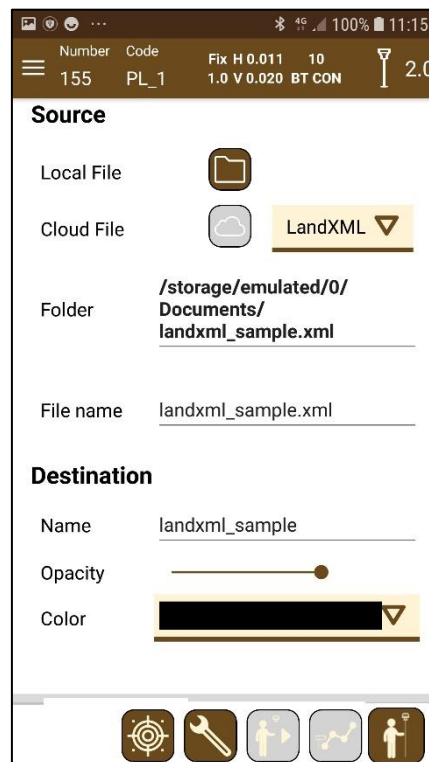 4G 100% 11:15
Number Code Fix H 0.011 10
155 PL_1 1.0 V 0.020 BT CON 2.0
Source
Local File
Cloud File LandXML
Folder /storage/emulated/0/
Documents/
landxml_sample.xml
File name landxml_sample.xml
Destination
Name landxml_sample
Opacity
Color